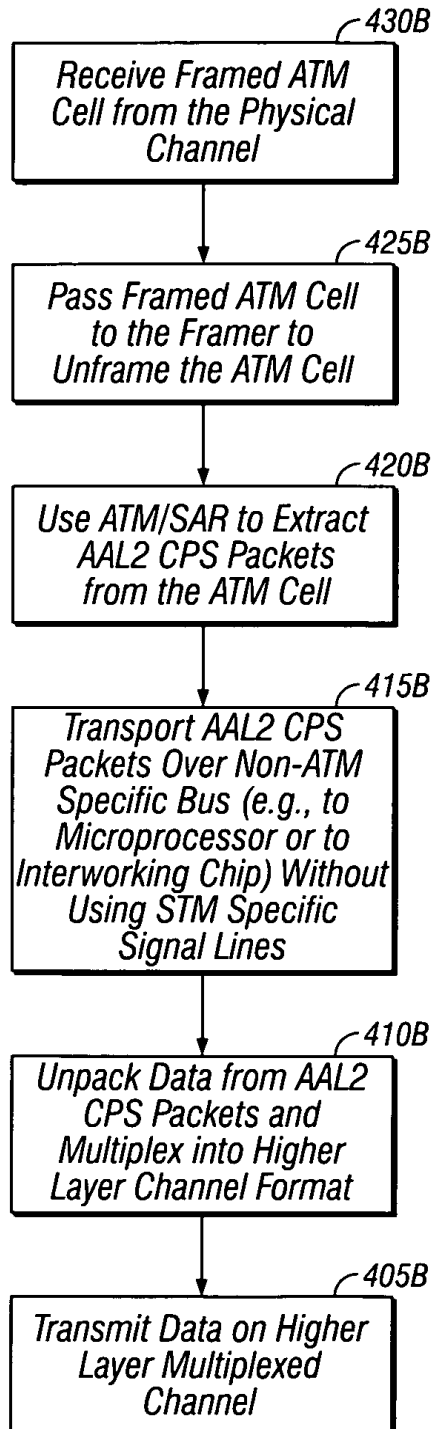 430B
Receive Framed ATM
Cell from the Physical
Channel
425B
Pass Framed ATM Cell
to the Framer to
Unframe the ATM Cell
420B
Use ATM/SAR to Extract
AAL2 CPS Packets
from the ATM Cell
415B
Transport AAL2 CPS
Packets Over Non-ATM
Specific Bus (e.g., to
Microprocessor or to
Interworking Chip) Without
Using STM Specific
Signal Lines
410B
Unpack Data from AAL2
CPS Packets and
Multiplex into Higher
Layer Channel Format
405B
Transmit Data on Higher
Layer Multiplexed
Channel